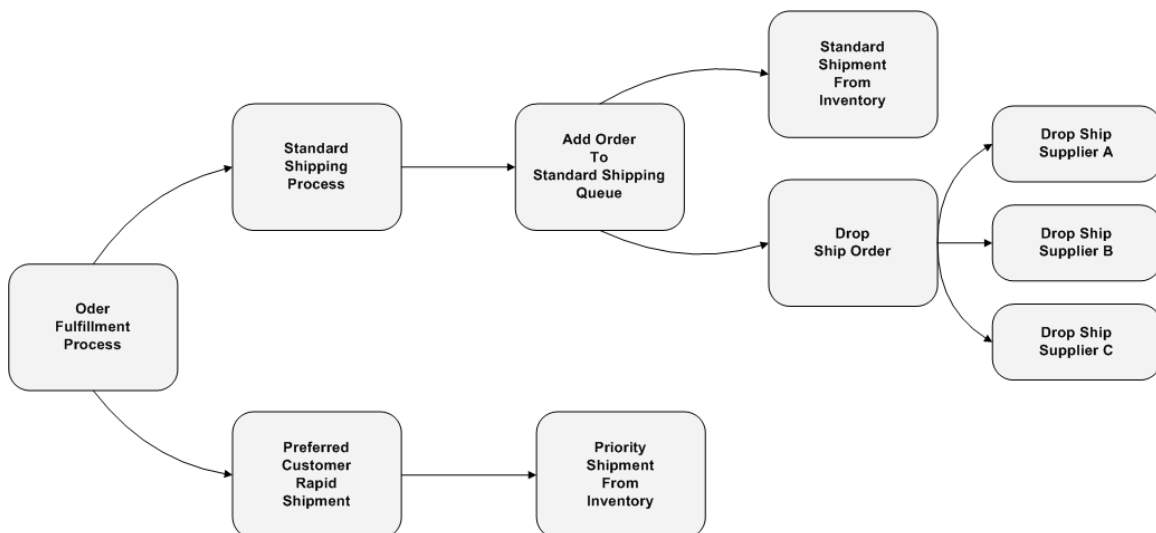 Oder
Fulfillment
Process
Standard
Shipping
Process
Add Order
To
Standard Shipping
Queue
Standard
Shipment
From
Inventory
Drop
Ship Order
Drop Ship
Supplier A
Drop Ship
Supplier B
Drop Ship
Supplier C
Preferred
Customer
Rapid
Shipment
Priority
Shipment
From
Inventory